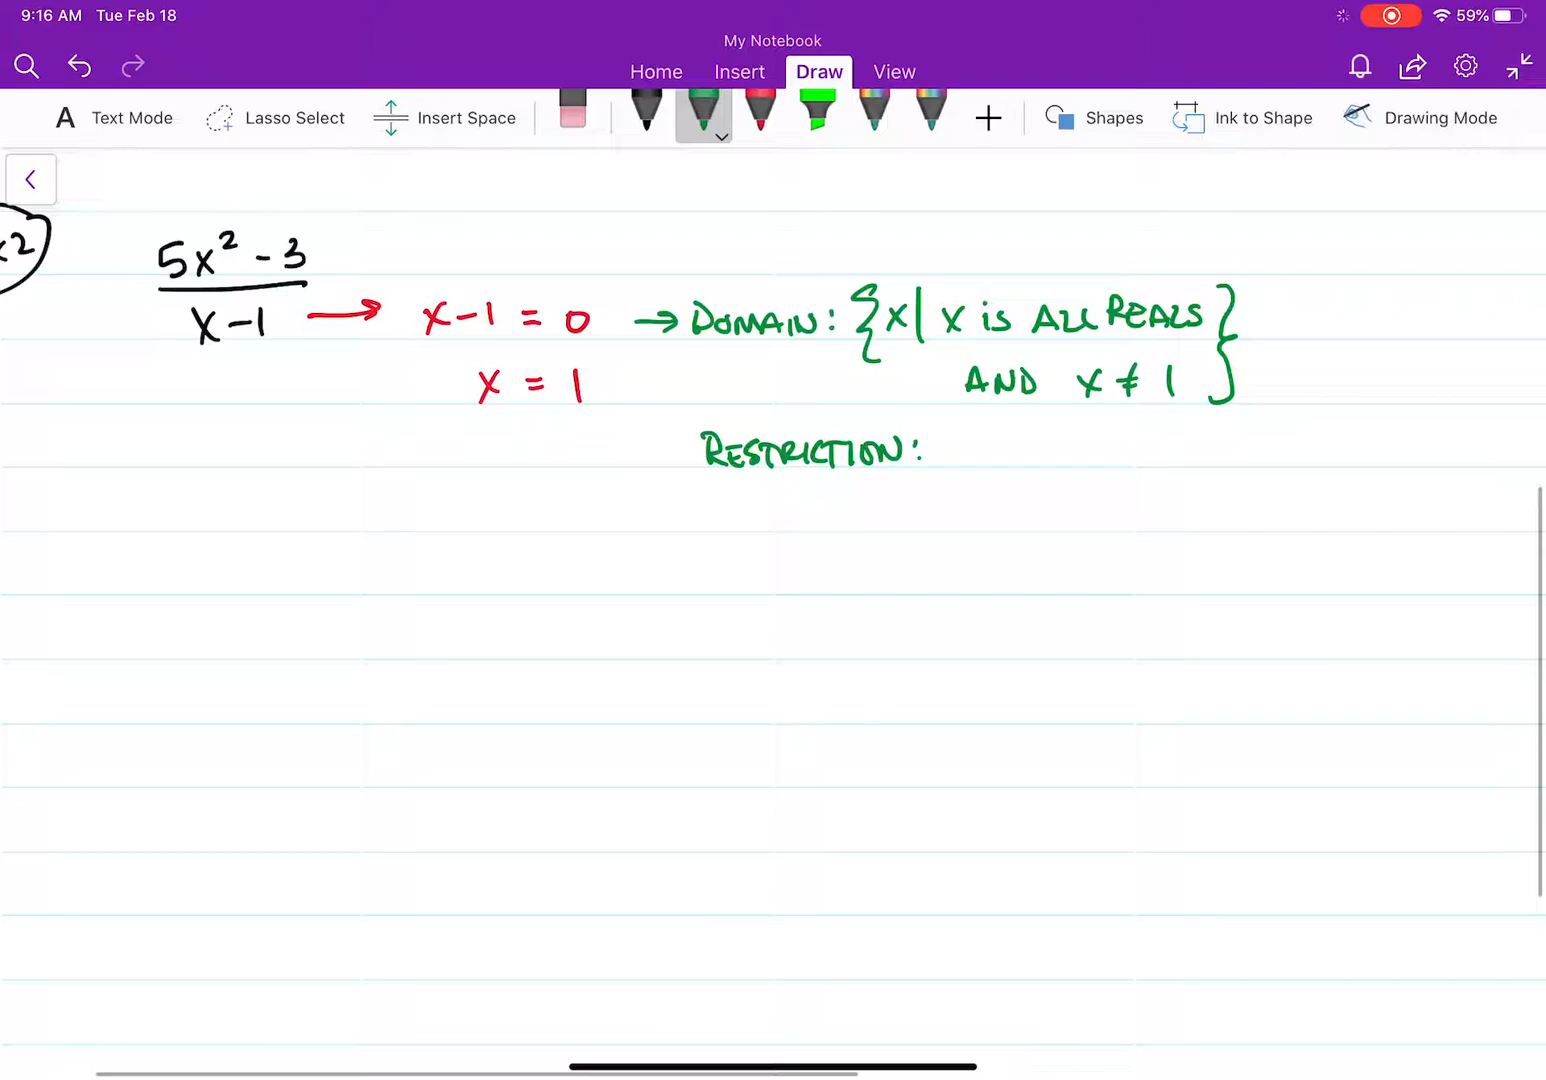 9:16 AM Tue Feb 18
59%
My Notebook
Home Insert Draw View
A Text Mode Lasso Select Insert Space Shapes Ink to Shape Drawing Mode
x2
5x² - 3
x - 1 → x - 1 = 0 → DOMAIN: {x | x is ALL REALS
x = 1 AND x ≠ 1 }
RESTRICTION: